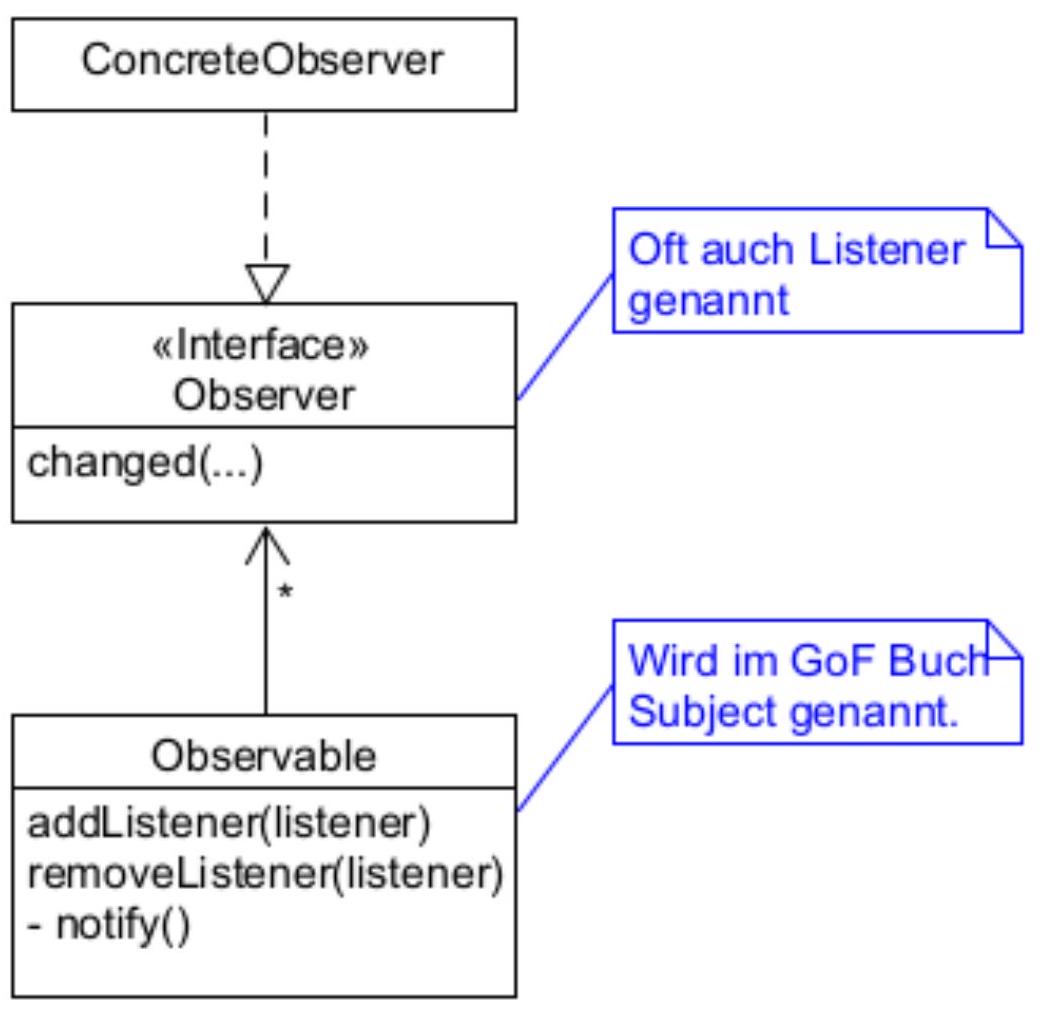 ConcreteObserver
Oft auch Listener
genannt
«Interface»
Observer
changed(...)
*
Wird im GoF Buch
Subject genannt.
Observable
addListener(listener)
removeListener(listener)
- notify()